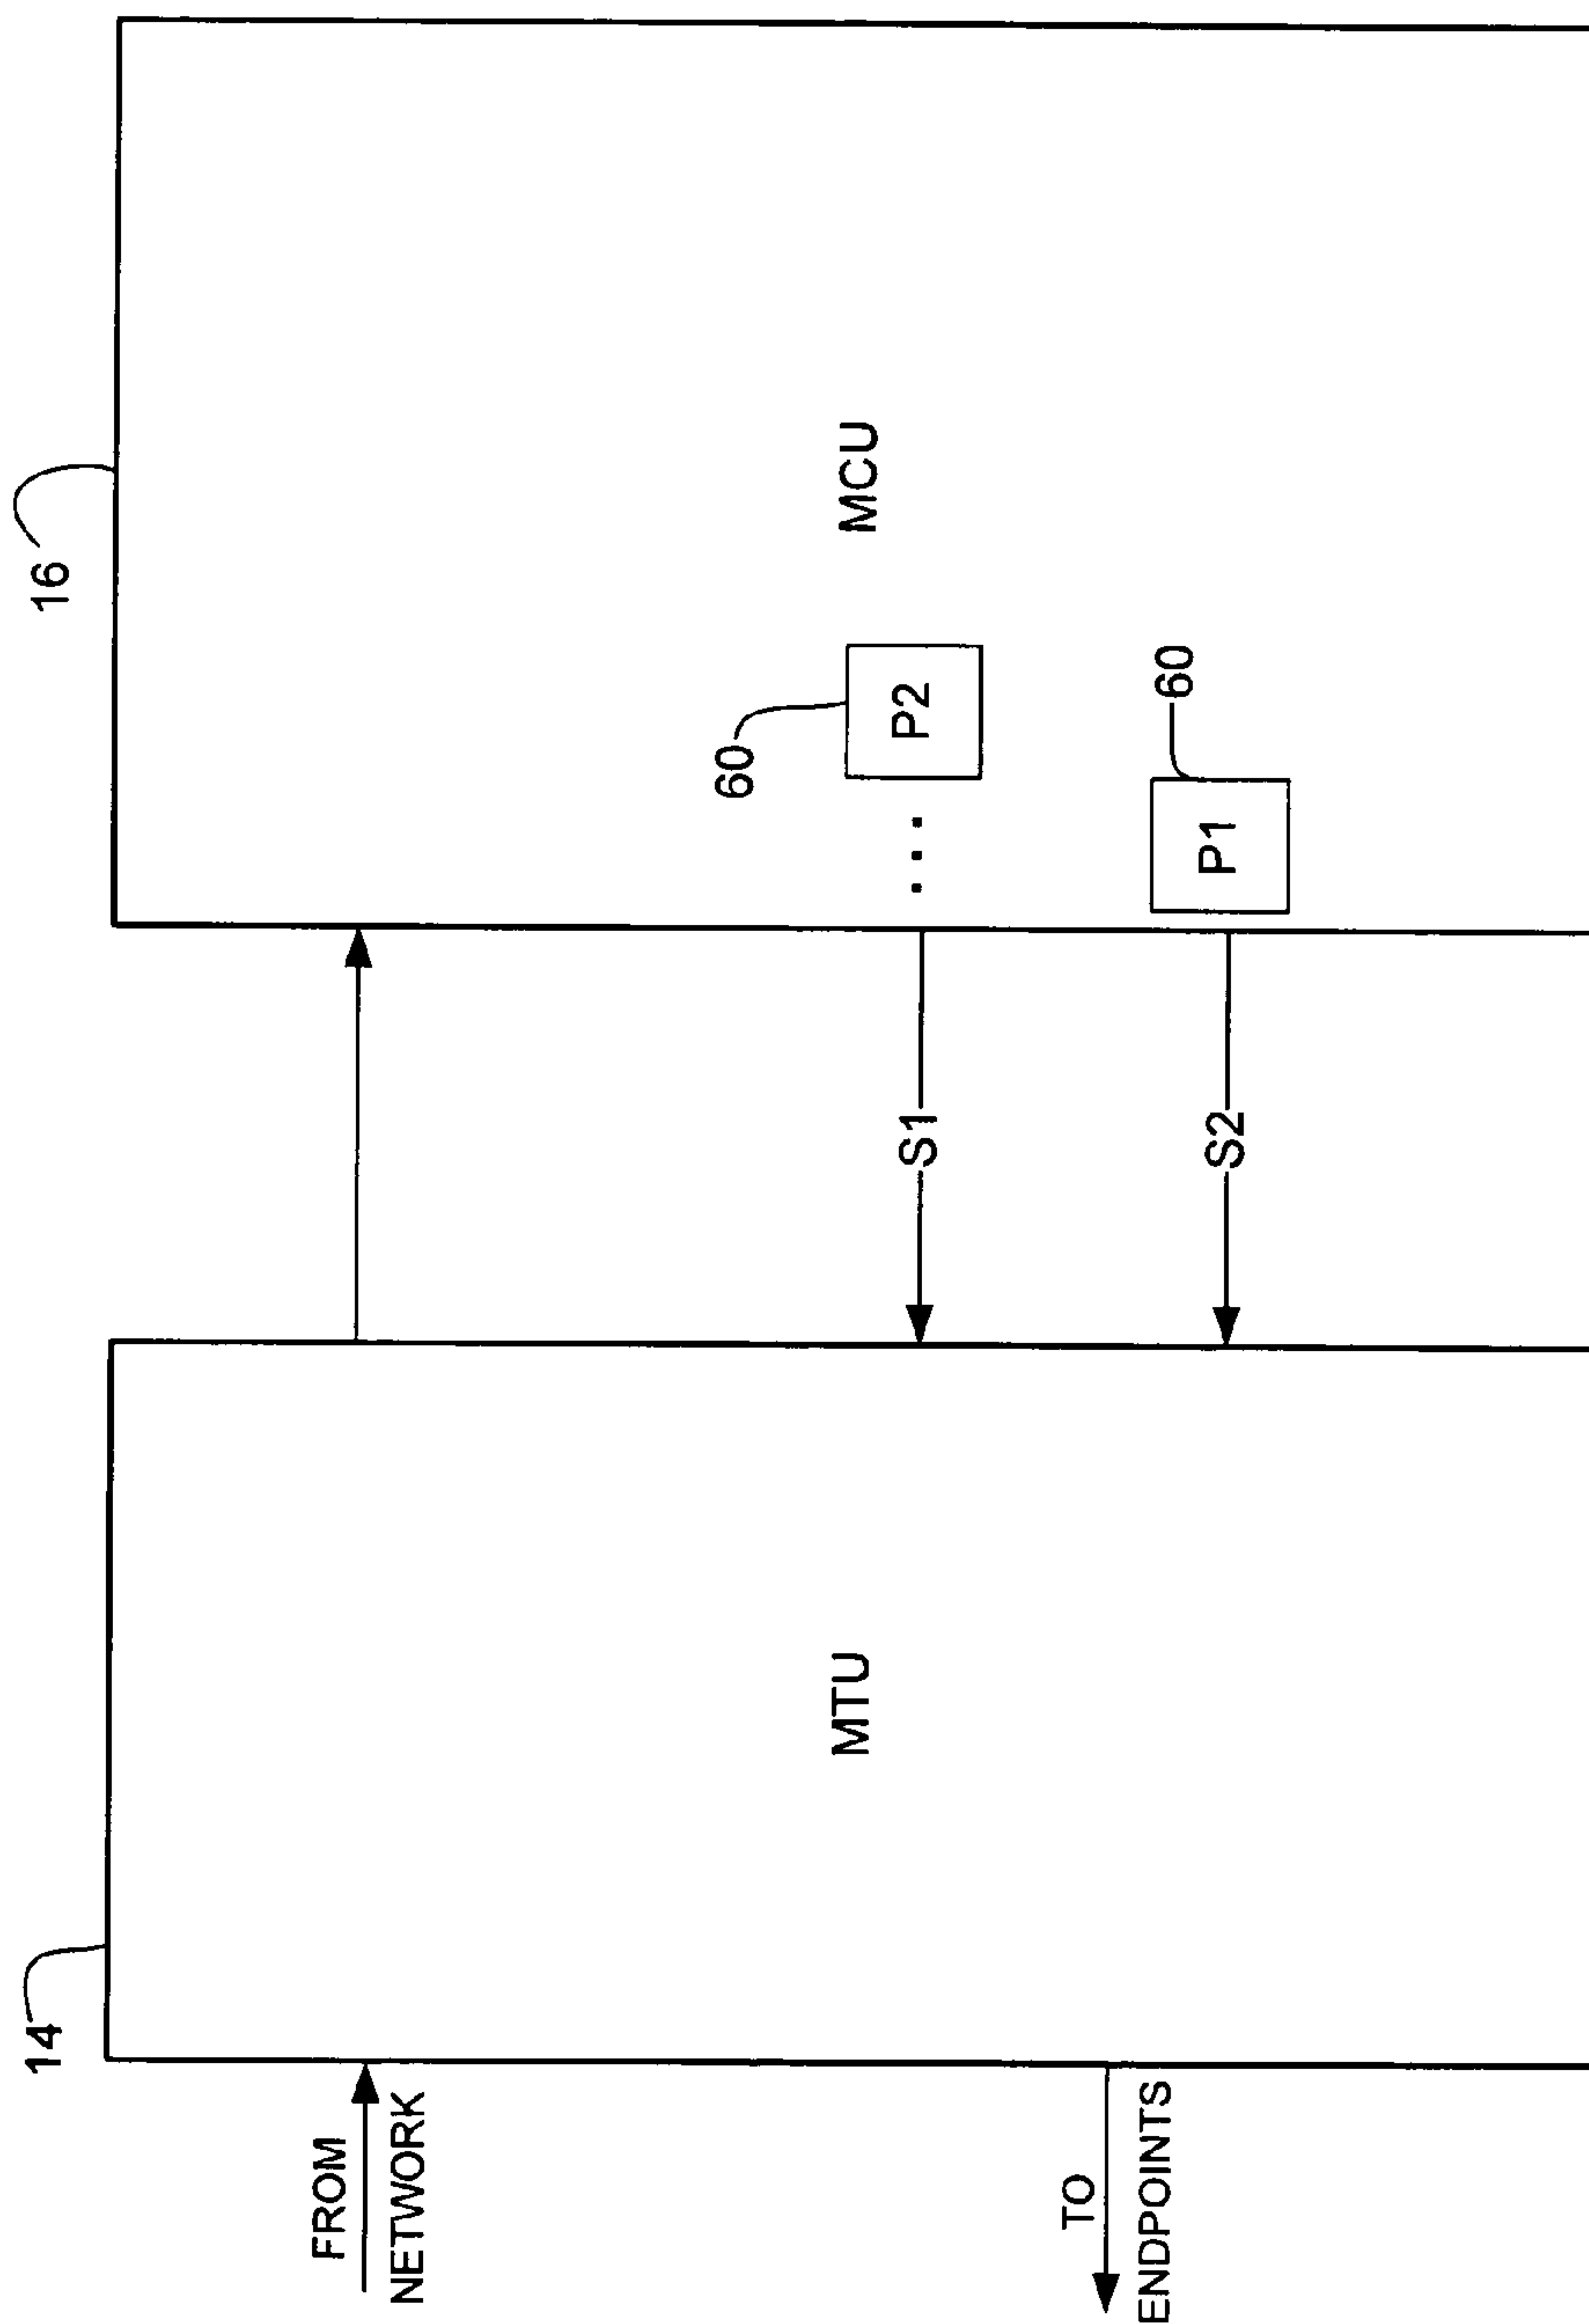 14
16
FROM
NETWORK
MTU
MCU
60
P2
S1
60
P1
S2
TO
ENDPOINTS